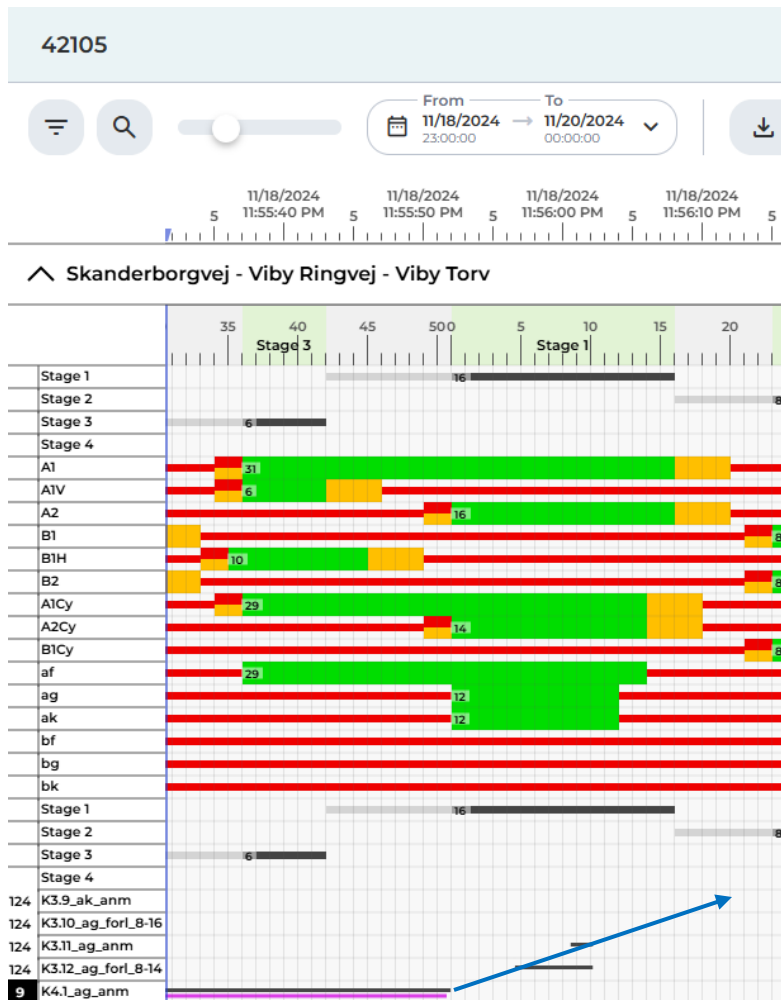 42105
From To
11/18/2024 11/20/2024
23:00:00 00:00:00
11/18/2024 11/18/2024 11/18/2024 11/18/2024
5 11:55:40 PM 5 11:55:50 PM 5 11:56:00 PM 5 11:56:10 PM 5
Skanderborgvej - Viby Ringvej - Viby Torv
35 40 45 50 0 5 10 15 20
Stage 3 Stage 1
Stage 1 16
Stage 2 8
Stage 3 6
Stage 4
A1 31
A1V 6
A2 16
B1 8
B1H 10
B2 8
A1Cy 29
A2Cy 14
B1Cy 8
af 29
ag 12
ak 12
bf
bg
bk
Stage 1 16
Stage 2 8
Stage 3 6
Stage 4
124 K3.9_ak_anm
124 K3.10_ag_forl_8-16
124 K3.11_ag_anm
124 K3.12_ag_forl_8-14
9 K4.1_ag_anm